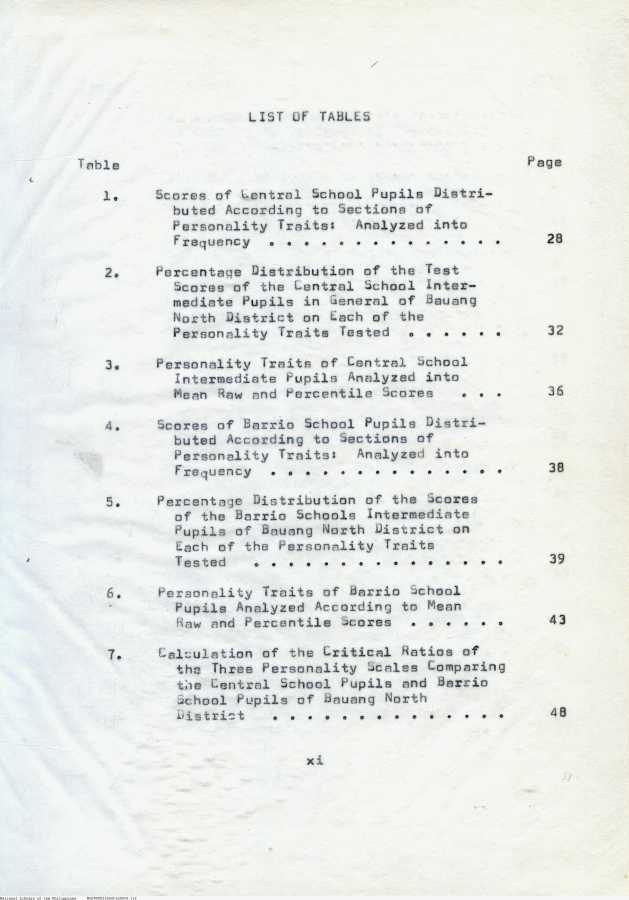 LIST OF TABLES
Table Page
1. Scores of Central School Pupils Distri-
buted According to Sections of
Personality Traits: Analyzed into
Frequency . . . . . . . . . . . . . . 28
2. Percentage Distribution of the Test
Scores of the Central School Inter-
mediate Pupils in General of Bauang
North District on Each of the
Personality Traits Tested . . . . . . 32
3. Personality Traits of Central School
Intermediate Pupils Analyzed into
Mean Raw and Percentile Scores . . . 36
4. Scores of Barrio School Pupils Distri-
buted According to Sections of
Personality Traits: Analyzed into
Frequency . . . . . . . . . . . . . . 38
5. Percentage Distribution of the Scores
of the Barrio Schools Intermediate
Pupils of Bauang North District on
Each of the Personality Traits
Tested . . . . . . . . . . . . . . . 39
6. Personality Traits of Barrio School
Pupils Analyzed According to Mean
Raw and Percentile Scores . . . . . . 43
7. Calculation of the Critical Ratios of
the Three Personality Scales Comparing
the Central School Pupils and Barrio
School Pupils of Bauang North
District . . . . . . . . . . . . . . 48
xi
National Library of the Philippines